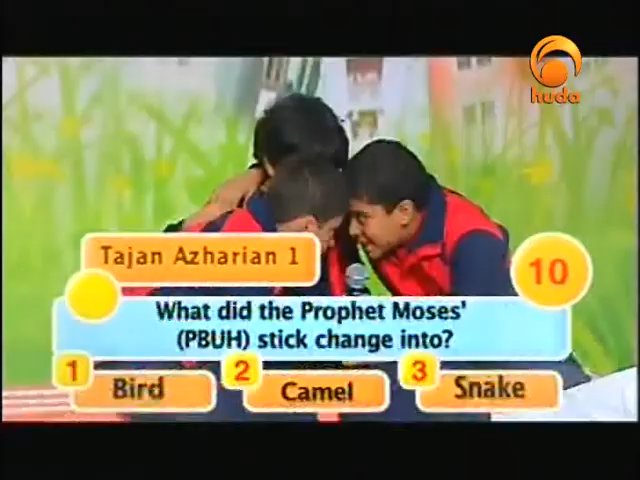 huda
Tajan Azharian 1
10
What did the Prophet Moses'
(PBUH) stick change into?
1
Bird
2
Camel
3
Snake